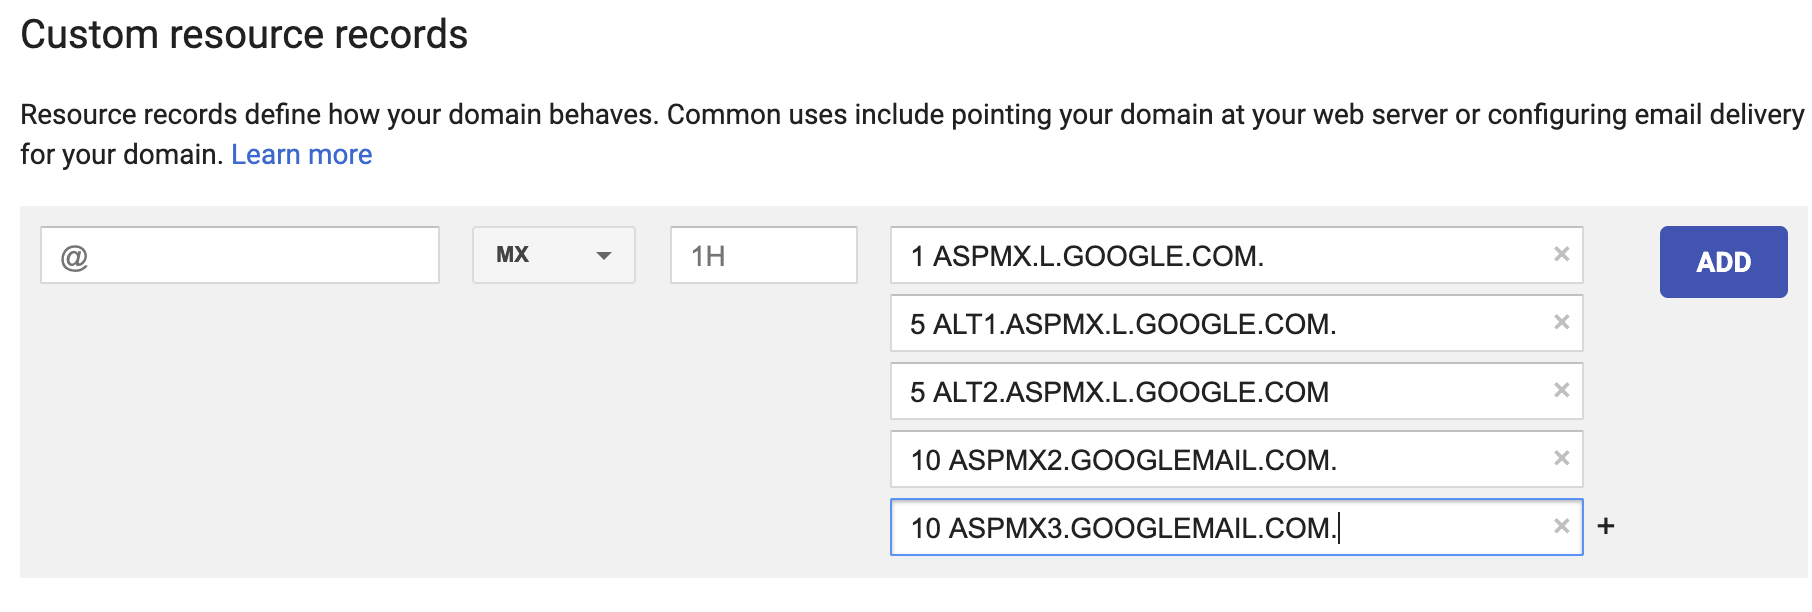 Custom resource records
Resource records define how your domain behaves. Common uses include pointing your domain at your web server or configuring email delivery
for your domain. Learn more
@ MX 1H 1 ASPMX.L.GOOGLE.COM. × ADD
5 ALT1.ASPMX.L.GOOGLE.COM. ×
5 ALT2.ASPMX.L.GOOGLE.COM ×
10 ASPMX2.GOOGLEMAIL.COM. ×
10 ASPMX3.GOOGLEMAIL.COM. × +